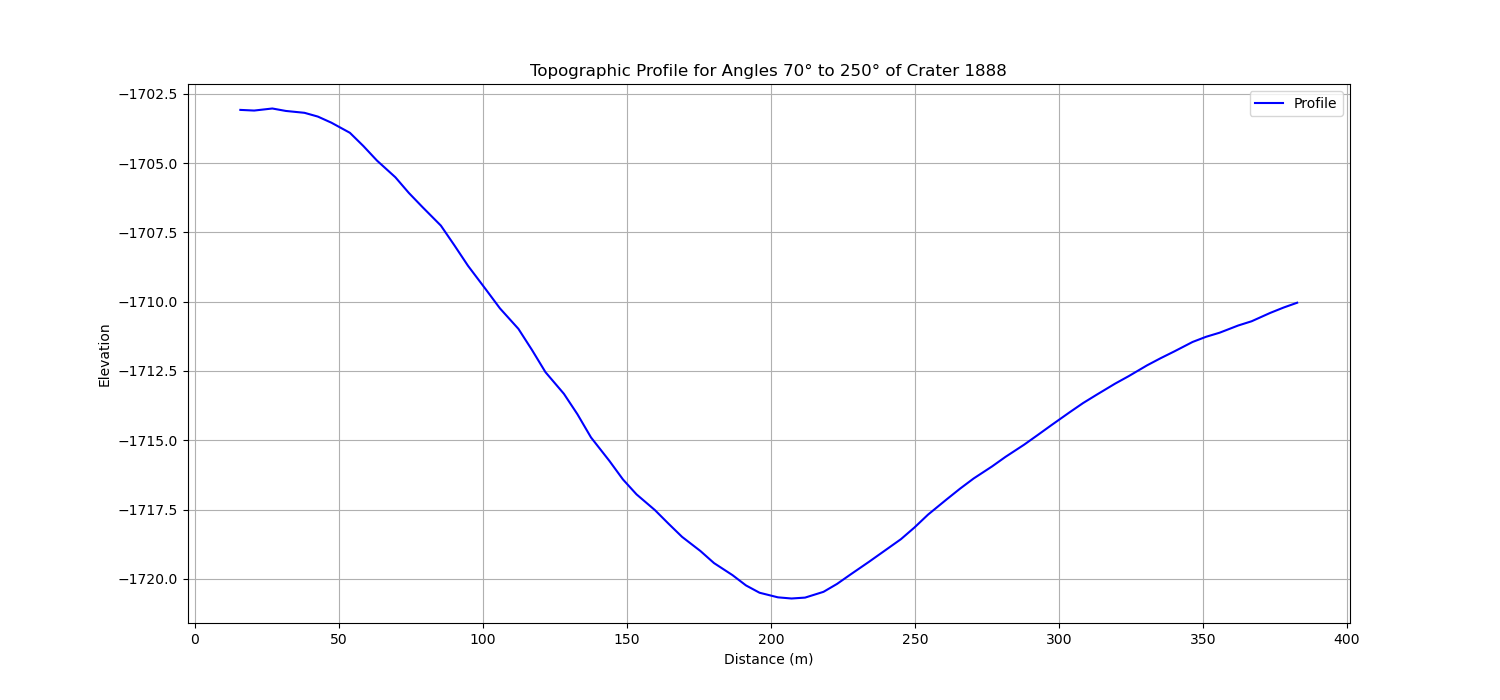 Topographic Profile for Angles 70° to 250° of Crater 1888
Profile
−1702.5
−1705.0
−1707.5
−1710.0
−1712.5
−1715.0
−1717.5
−1720.0
Elevation
0 50 100 150 200 250 300 350 400
Distance (m)